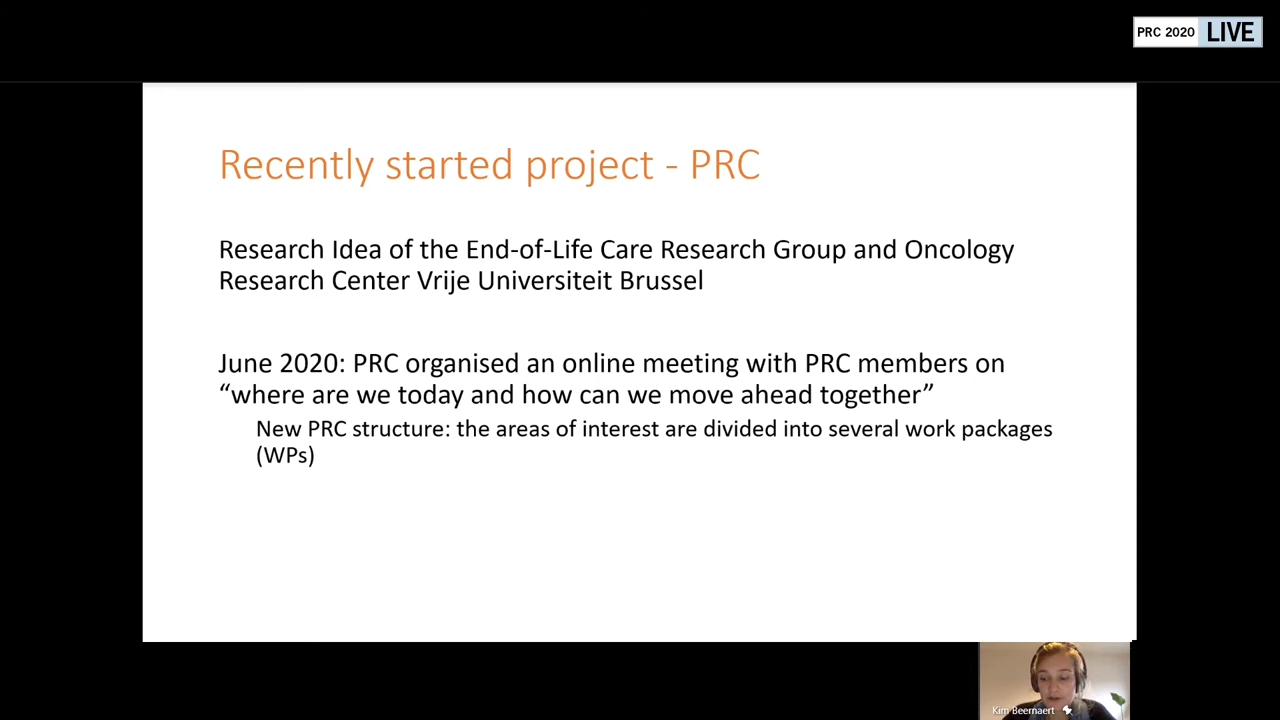 PRC 2020 LIVE
Recently started project - PRC
Research Idea of the End-of-Life Care Research Group and Oncology
Research Center Vrije Universiteit Brussel
June 2020: PRC organised an online meeting with PRC members on
“where are we today and how can we move ahead together”
New PRC structure: the areas of interest are divided into several work packages
(WPs)
Kim Beernaert